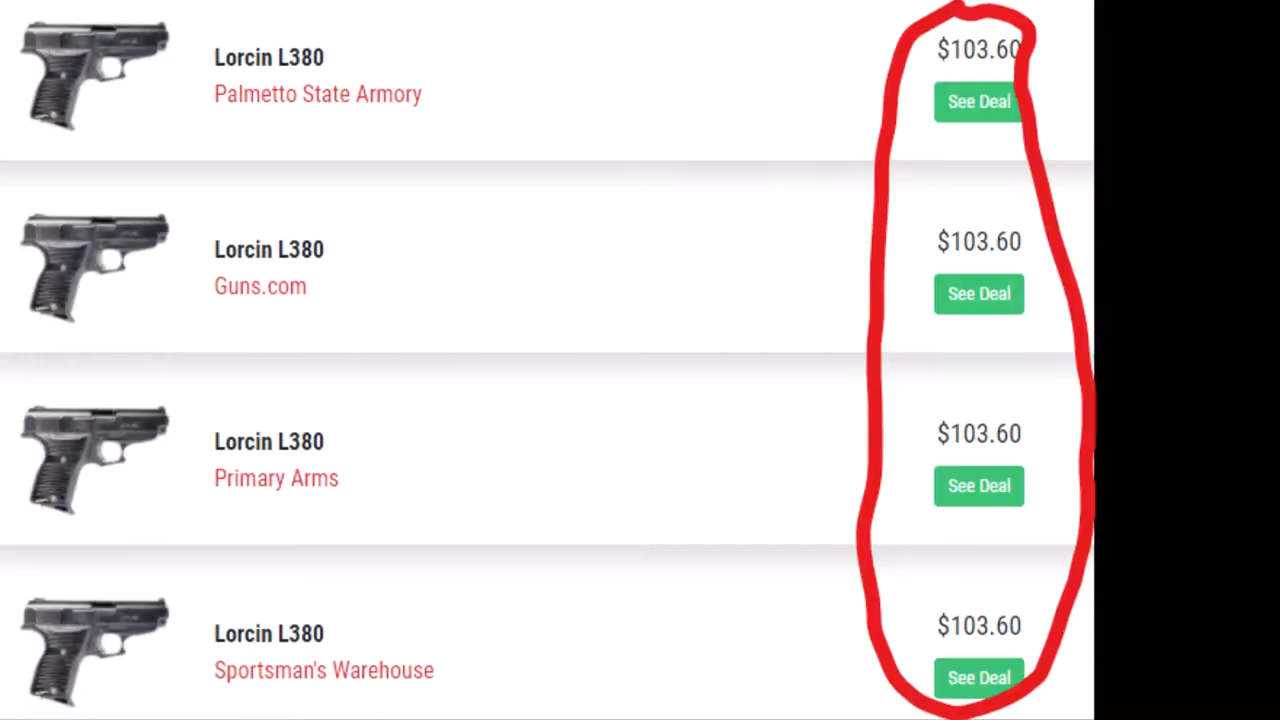 Lorcin L380
Palmetto State Armory
$103.60
See Deal
Lorcin L380
Guns.com
$103.60
See Deal
Lorcin L380
Primary Arms
$103.60
See Deal
Lorcin L380
Sportsman's Warehouse
$103.60
See Deal